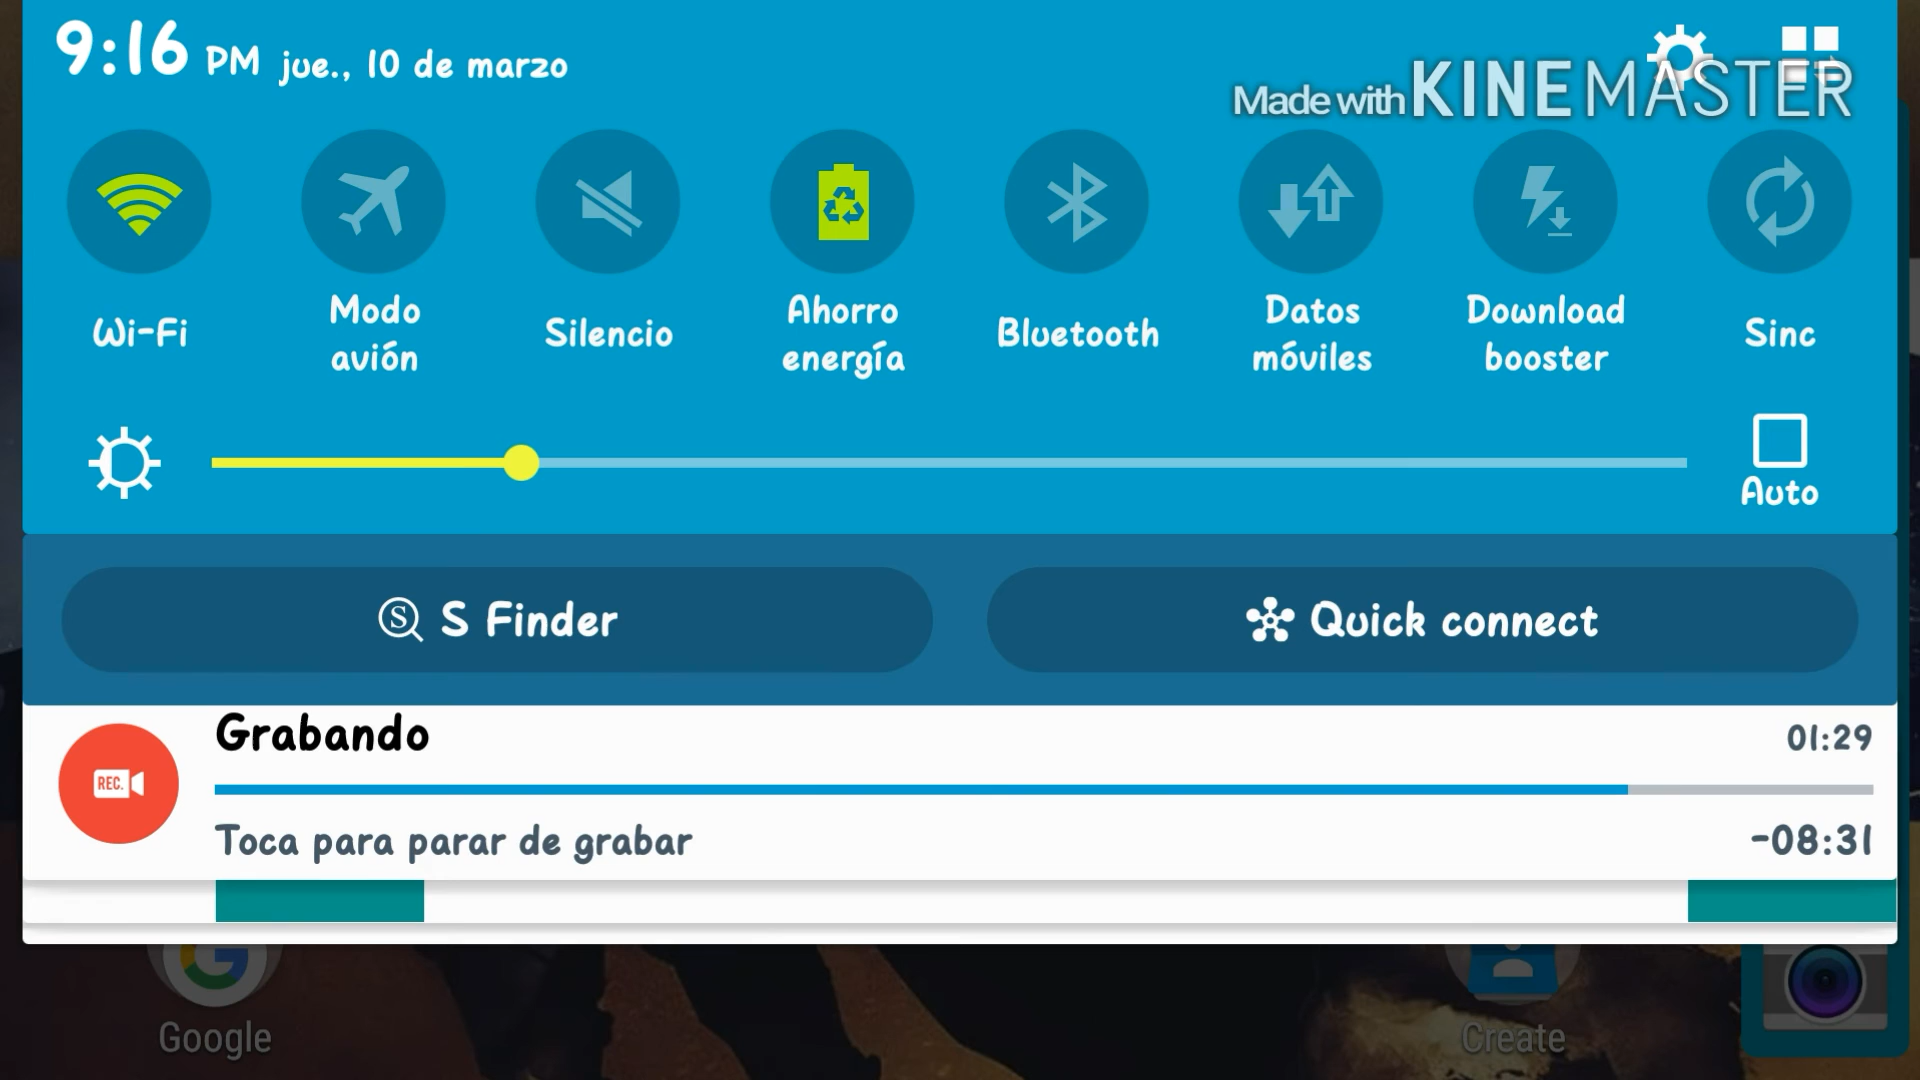 9:16 PM jue., 10 de marzo
Made with KINEMASTER
Wi-Fi
Modo
avión
Silencio
Ahorro
energía
Bluetooth
Datos
móviles
Download
booster
Sinc
Auto
S S Finder
Quick connect
Grabando 01:29
REC.
Toca para parar de grabar -08:31
Google
Create